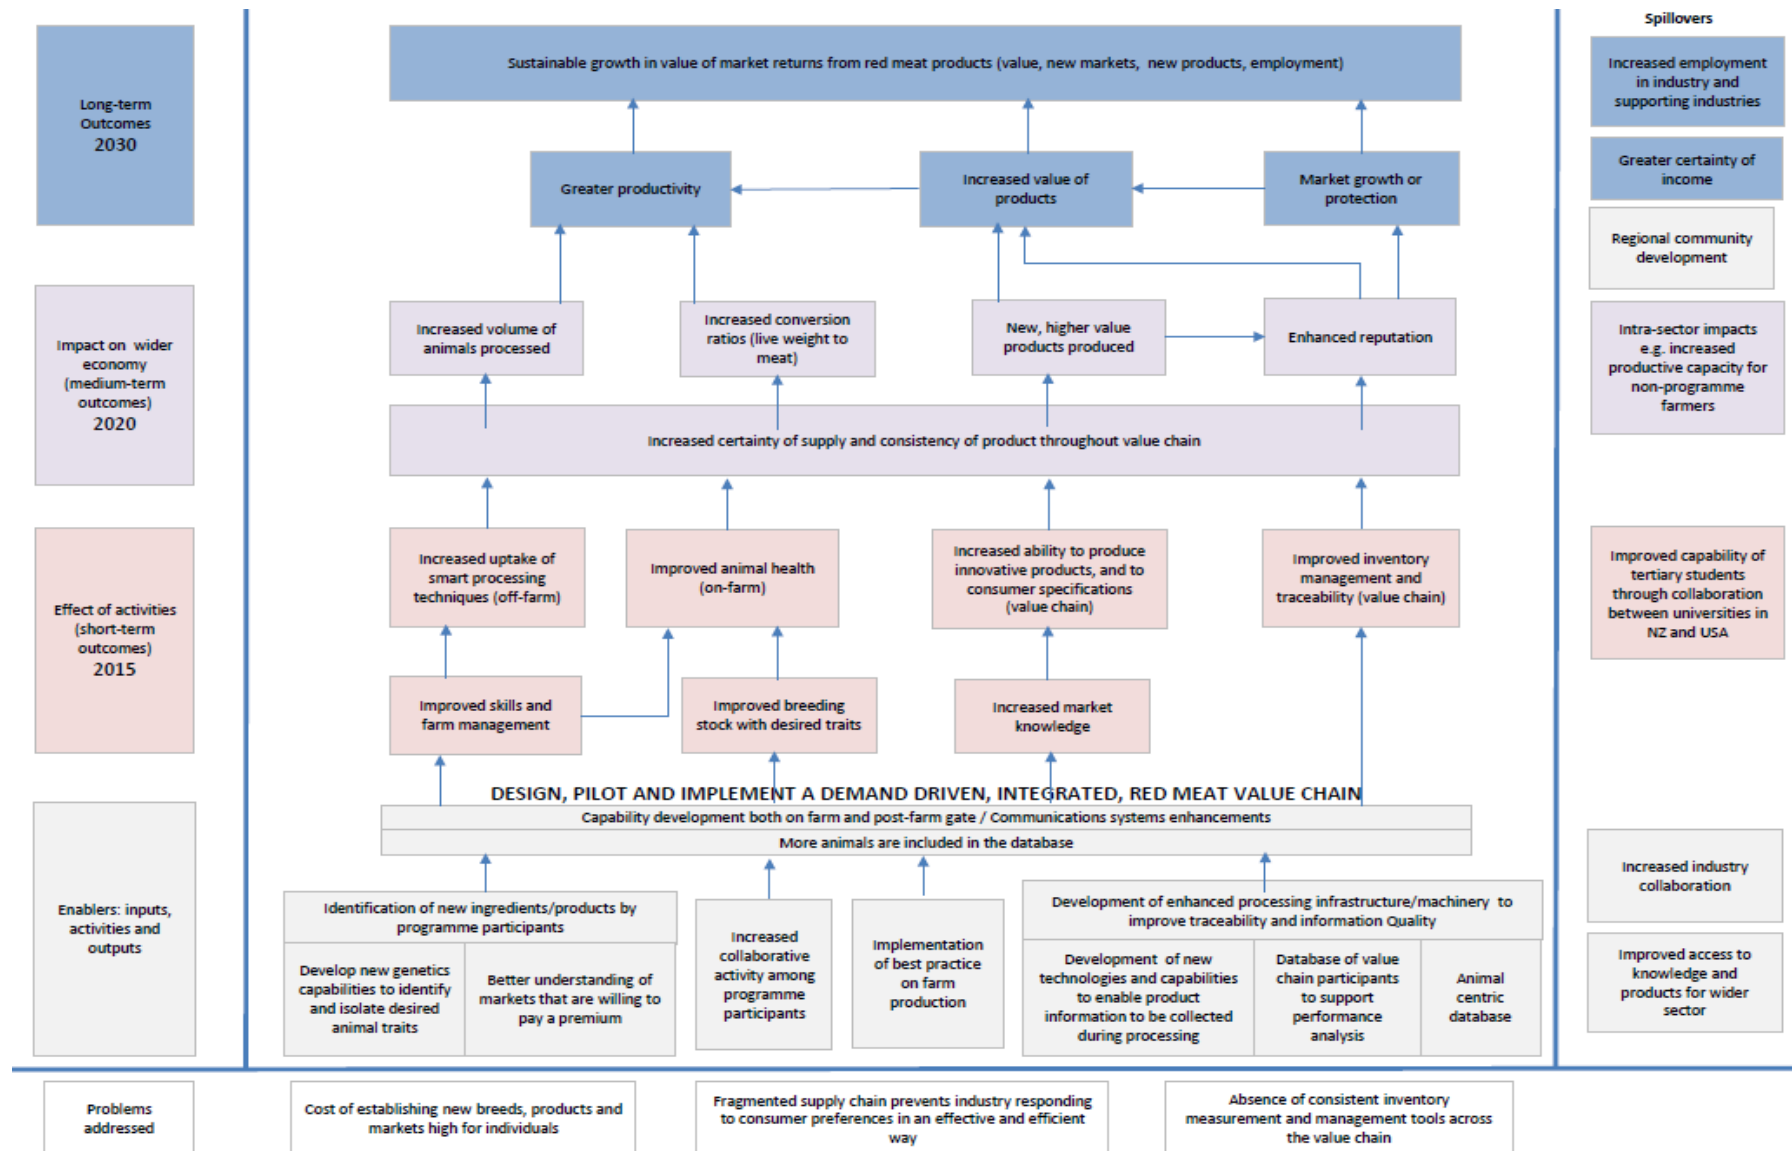 Spillovers
Long-term
Outcomes
2030
Sustainable growth in value of market returns from red meat products (value, new markets, new products, employment)
Increased employment
in industry and
supporting industries
Greater productivity
Increased value of
products
Market growth or
protection
Greater certainty of
income
Regional community
development
Impact on wider
economy
(medium-term
outcomes)
2020
Increased volume of
animals processed
Increased conversion
ratios (live weight to
meat)
New, higher value
products produced
Enhanced reputation
Intra-sector impacts
e.g. increased
productive capacity for
non-programme
farmers
Increased certainty of supply and consistency of product throughout value chain
Effect of activities
(short-term
outcomes)
2015
Increased uptake of
smart processing
techniques (off-farm)
Improved animal health
(on-farm)
Increased ability to produce
innovative products, and to
consumer specifications
(value chain)
Improved inventory
management and
traceability (value chain)
Improved capability of
tertiary students
through collaboration
between universities in
NZ and USA
Improved skills and
farm management
Improved breeding
stock with desired traits
Increased market
knowledge
DESIGN, PILOT AND IMPLEMENT A DEMAND DRIVEN, INTEGRATED, RED MEAT VALUE CHAIN
Capability development both on farm and post-farm gate / Communications systems enhancements
More animals are included in the database
Enablers: inputs,
activities and
outputs
Identification of new ingredients/products by
programme participants
Develop new genetics
capabilities to identify
and isolate desired
animal traits
Better understanding of
markets that are willing to
pay a premium
Increased
collaborative
activity among
programme
participants
Implementation
of best practice
on farm
production
Development of enhanced processing infrastructure/machinery to
improve traceability and information Quality
Development of new
technologies and capabilities
to enable product
information to be collected
during processing
Database of value
chain participants
to support
performance
analysis
Animal
centric
database
Increased industry
collaboration
Improved access to
knowledge and
products for wider
sector
Problems
addressed
Cost of establishing new breeds, products and
markets high for individuals
Fragmented supply chain prevents industry responding
to consumer preferences in an effective and efficient
way
Absence of consistent inventory
measurement and management tools across
the value chain